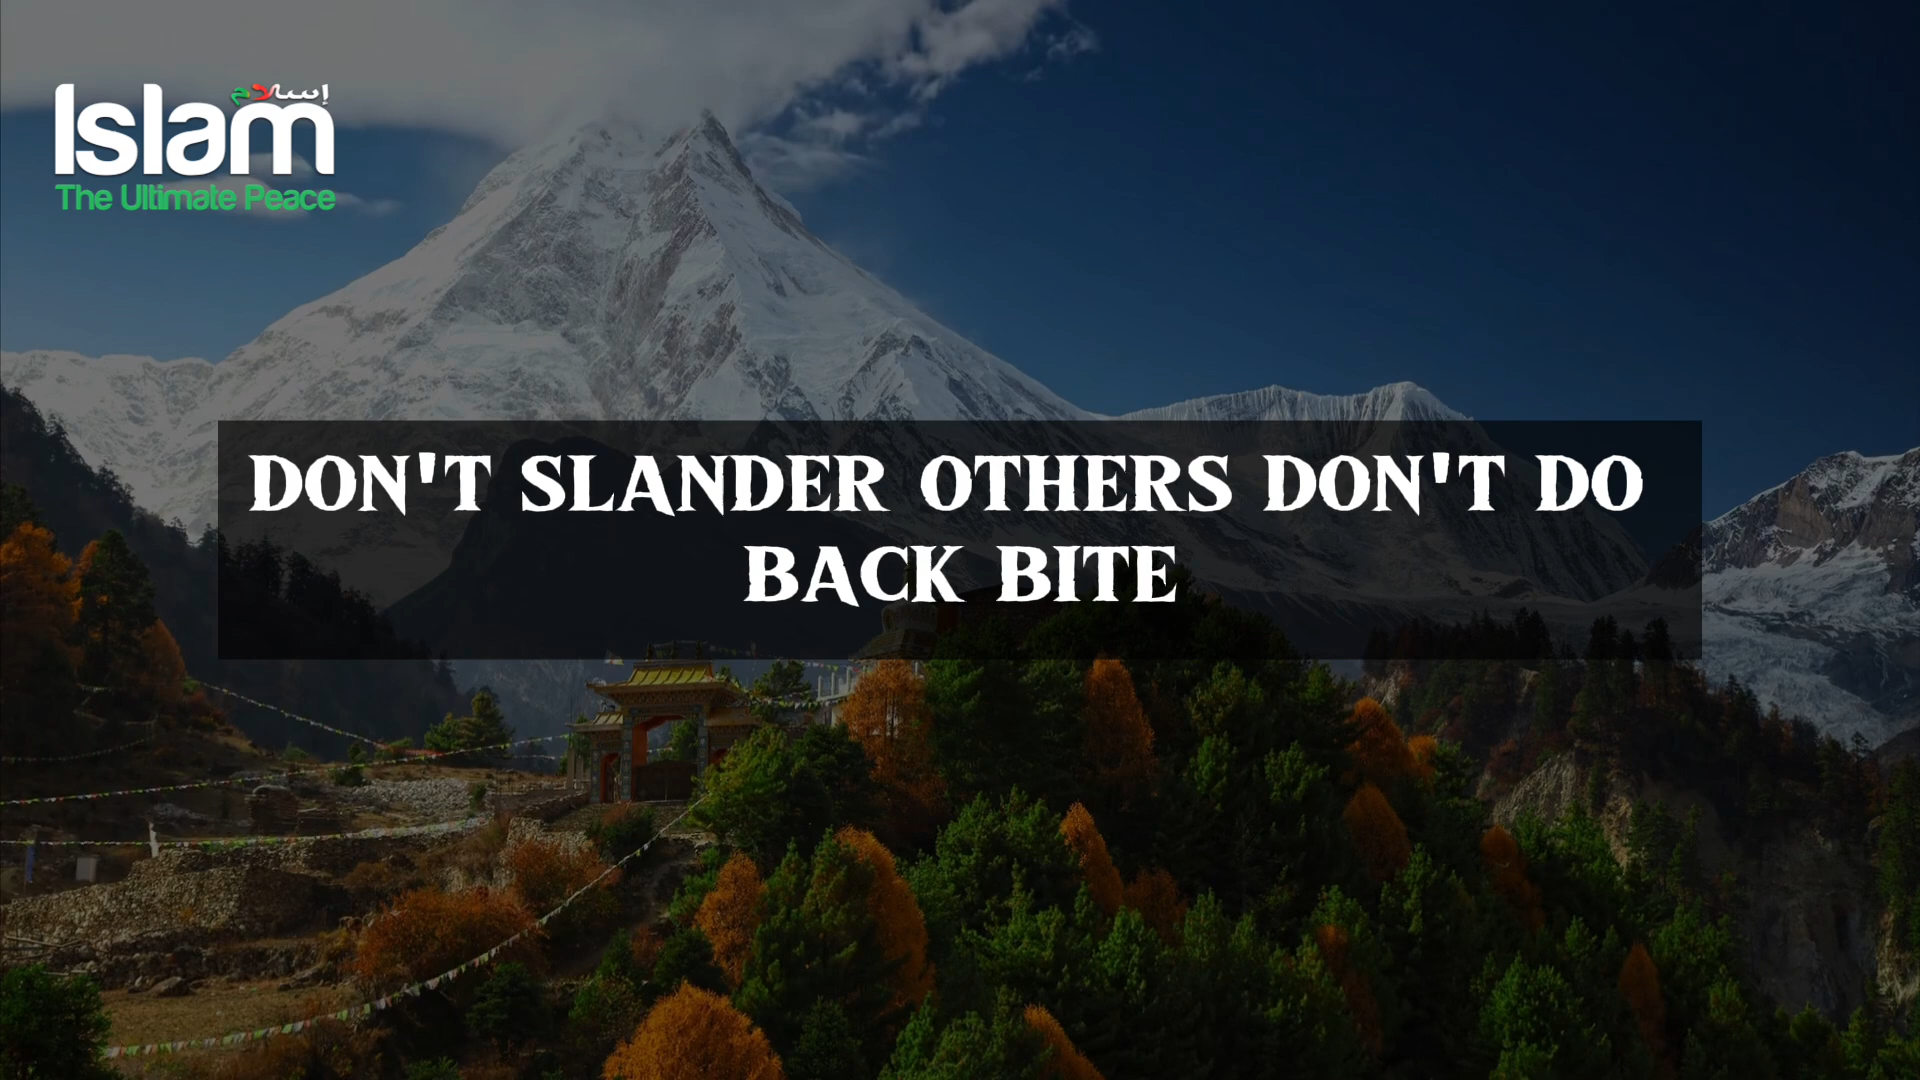 إسلام
Islam
The Ultimate Peace
DON'T SLANDER OTHERS DON'T DO
BACK BITE